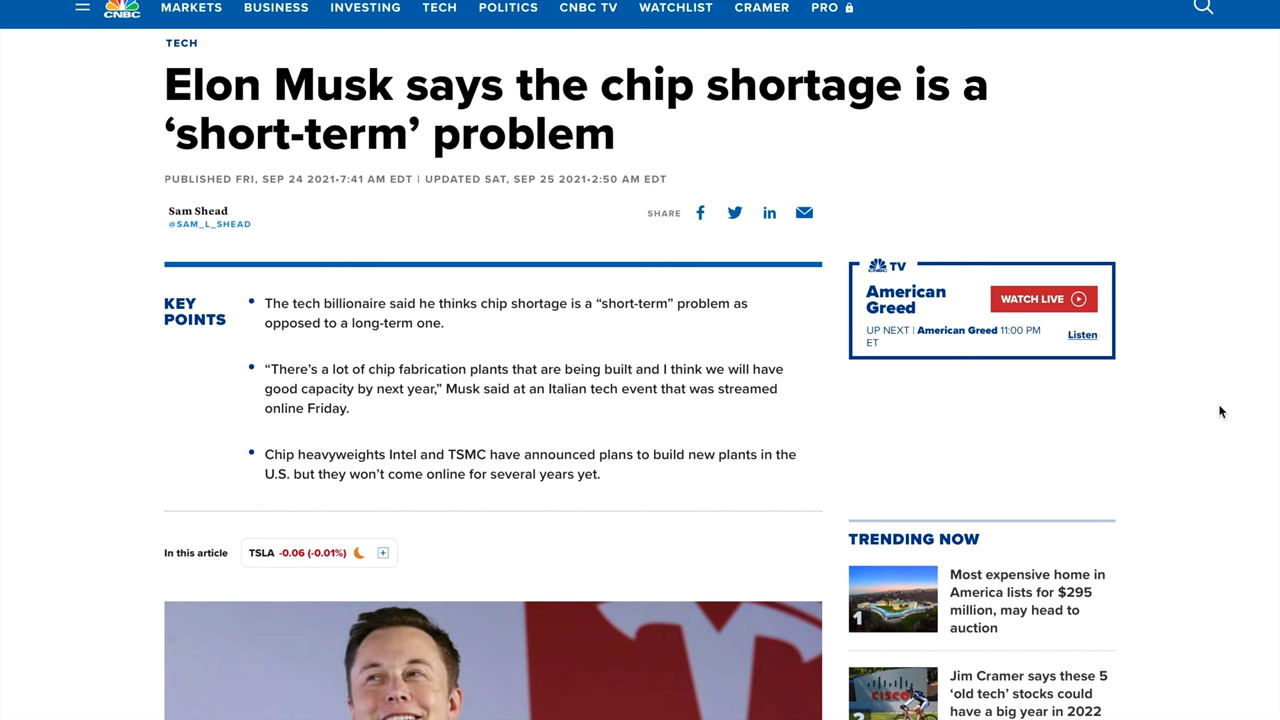 CNBC
MARKETS BUSINESS INVESTING TECH POLITICS CNBC TV WATCHLIST CRAMER PRO
TECH
Elon Musk says the chip shortage is a
‘short-term’ problem
PUBLISHED FRI, SEP 24 2021•7:41 AM EDT | UPDATED SAT, SEP 25 2021•2:50 AM EDT
Sam Shead
@SAM_L_SHEAD
SHARE
KEY
POINTS
• The tech billionaire said he thinks chip shortage is a “short-term” problem as
opposed to a long-term one.
• “There’s a lot of chip fabrication plants that are being built and I think we will have
good capacity by next year,” Musk said at an Italian tech event that was streamed
online Friday.
• Chip heavyweights Intel and TSMC have announced plans to build new plants in the
U.S. but they won’t come online for several years yet.
In this article
TSLA -0.06 (-0.01%)
CNBC TV
American
Greed
WATCH LIVE
UP NEXT | American Greed 11:00 PM
ET
Listen
TRENDING NOW
1
Most expensive home in
America lists for $295
million, may head to
auction
CISCO
2
Jim Cramer says these 5
‘old tech’ stocks could
have a big year in 2022